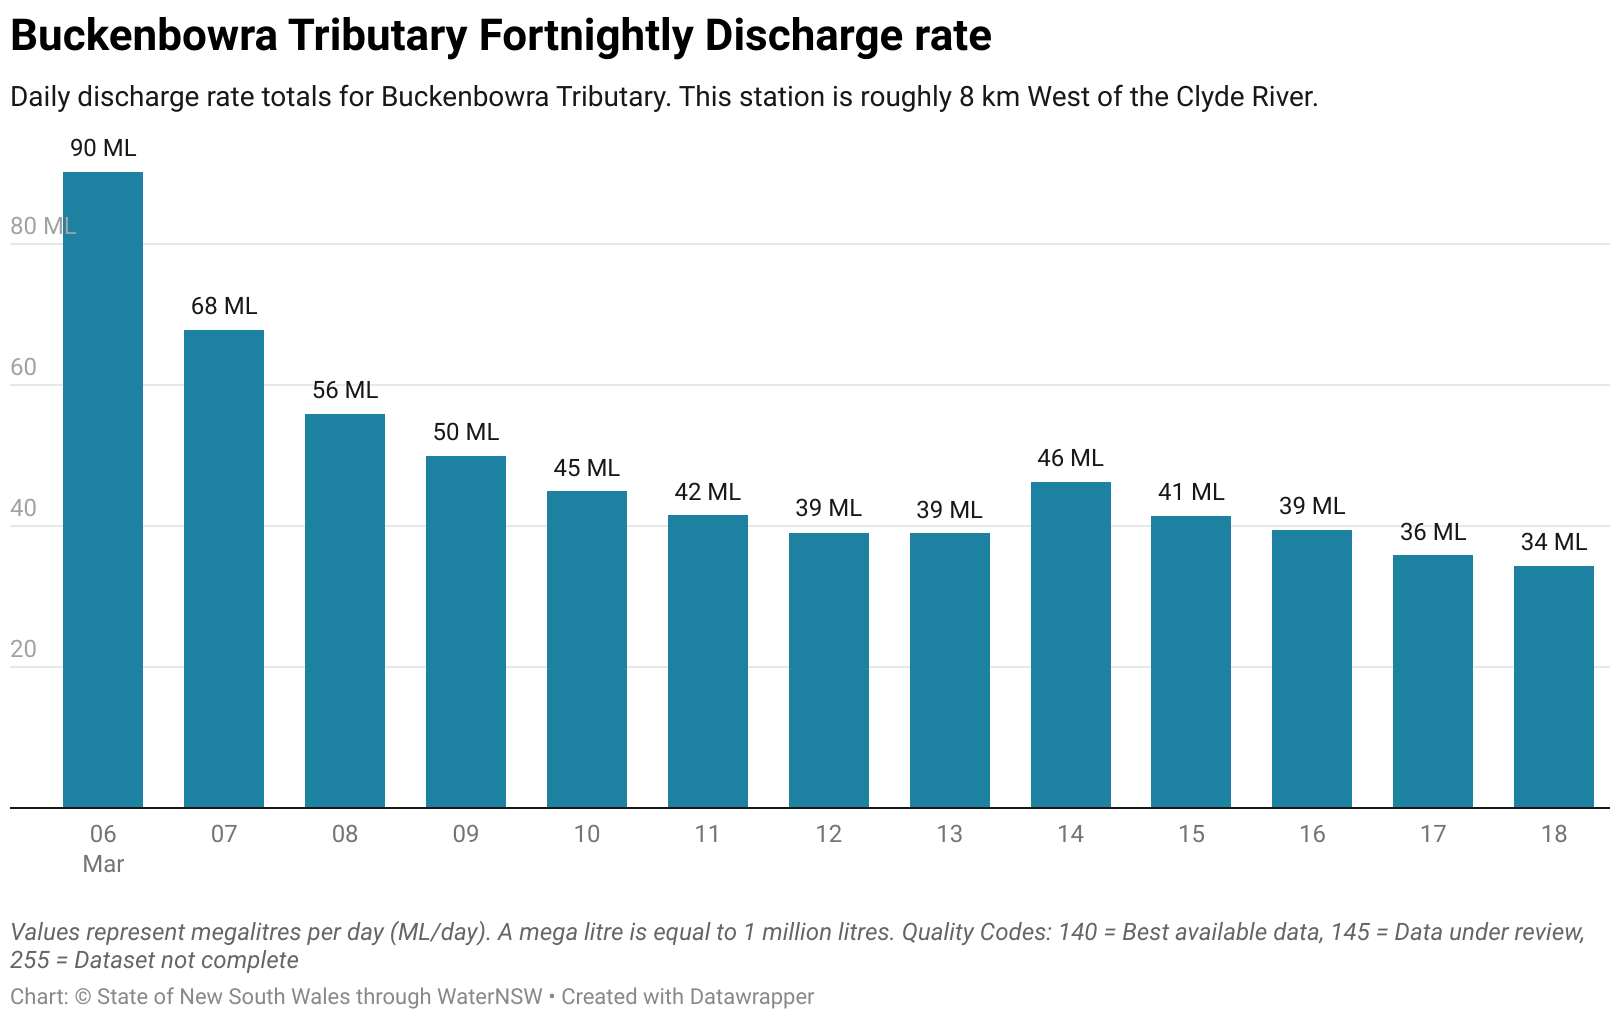 Buckenbowra Tributary Fortnightly Discharge rate
Daily discharge rate totals for Buckenbowra Tributary. This station is roughly 8 km West of the Clyde River.
90 ML
80 ML
68 ML
60
56 ML
50 ML
45 ML
42 ML
39 ML
39 ML
46 ML
41 ML
39 ML
36 ML
34 ML
40
20
06 07 08 09 10 11 12 13 14 15 16 17 18
Mar
Values represent megalitres per day (ML/day). A mega litre is equal to 1 million litres. Quality Codes: 140 = Best available data, 145 = Data under review,
255 = Dataset not complete
Chart: © State of New South Wales through WaterNSW • Created with Datawrapper